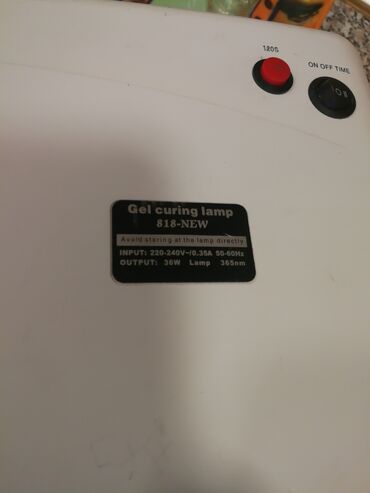 120S
ON OFF TIME
Gel curing lamp
818-NEW
Avoid staring at the lamp directly
INPUT: 220-240V~/0.35A 50-60Hz
OUTPUT: 36W Lamp 365nm